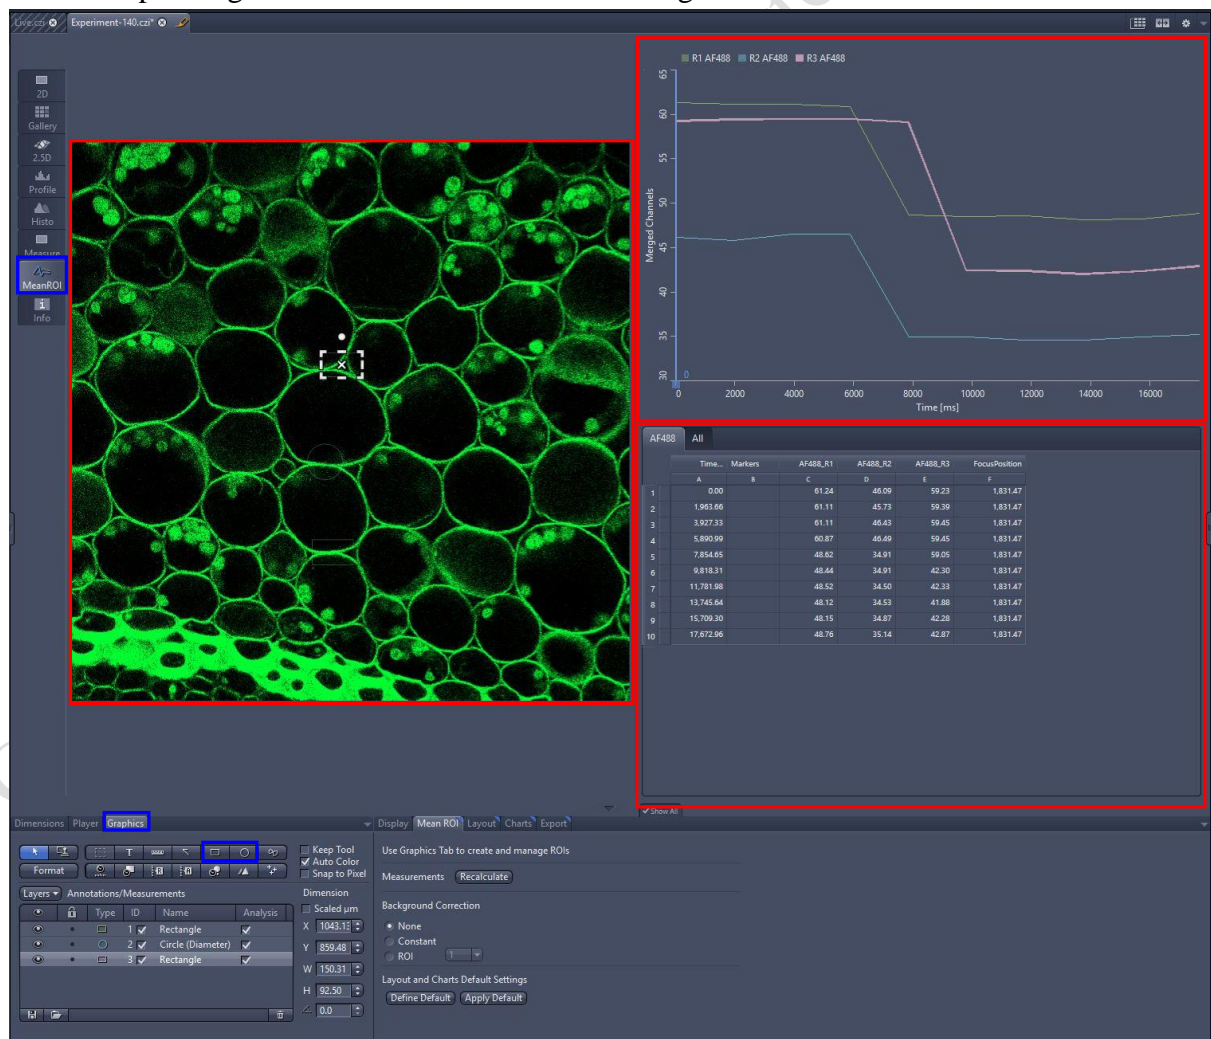 Live.czi Experiment-140.czi*
2D
Gallery
2.5D
Profile
Histo
Measure
MeanROI
Info
R1 AF488 R2 AF488 R3 AF488
Merged Channels
65
60
55
50
45
40
35
30
0
0 2000 4000 6000 8000 10000 12000 14000 16000
Time [ms]
AF488 All
Time... Markers AF488_R1 AF488_R2 AF488_R3 FocusPosition
A B C D E F
1 0.00 61.24 46.09 59.23 1,831.47
2 1,963.66 61.11 45.73 59.39 1,831.47
3 3,927.33 61.11 46.43 59.45 1,831.47
4 5,890.99 60.87 46.49 59.45 1,831.47
5 7,854.65 48.62 34.91 59.05 1,831.47
6 9,818.31 48.44 34.91 42.30 1,831.47
7 11,781.98 48.52 34.50 42.33 1,831.47
8 13,745.64 48.12 34.53 41.88 1,831.47
9 15,709.30 48.15 34.87 42.28 1,831.47
10 17,672.96 48.76 35.14 42.87 1,831.47
Show All
Dimensions Player Graphics
Keep Tool
Auto Color
Snap to Pixel
Format
Layers Annotations/Measurements
Type ID Name Analysis
1 Rectangle
2 Circle (Diameter)
3 Rectangle
Dimension
Scaled µm
X
Y 859.48
W 150.31
H 92.50
0.0
Display Mean ROI Layout Charts Export
Use Graphics Tab to create and manage ROIs
Measurements Recalculate
Background Correction
None
Constant
ROI 1
Layout and Charts Default Settings
Define Default Apply Default